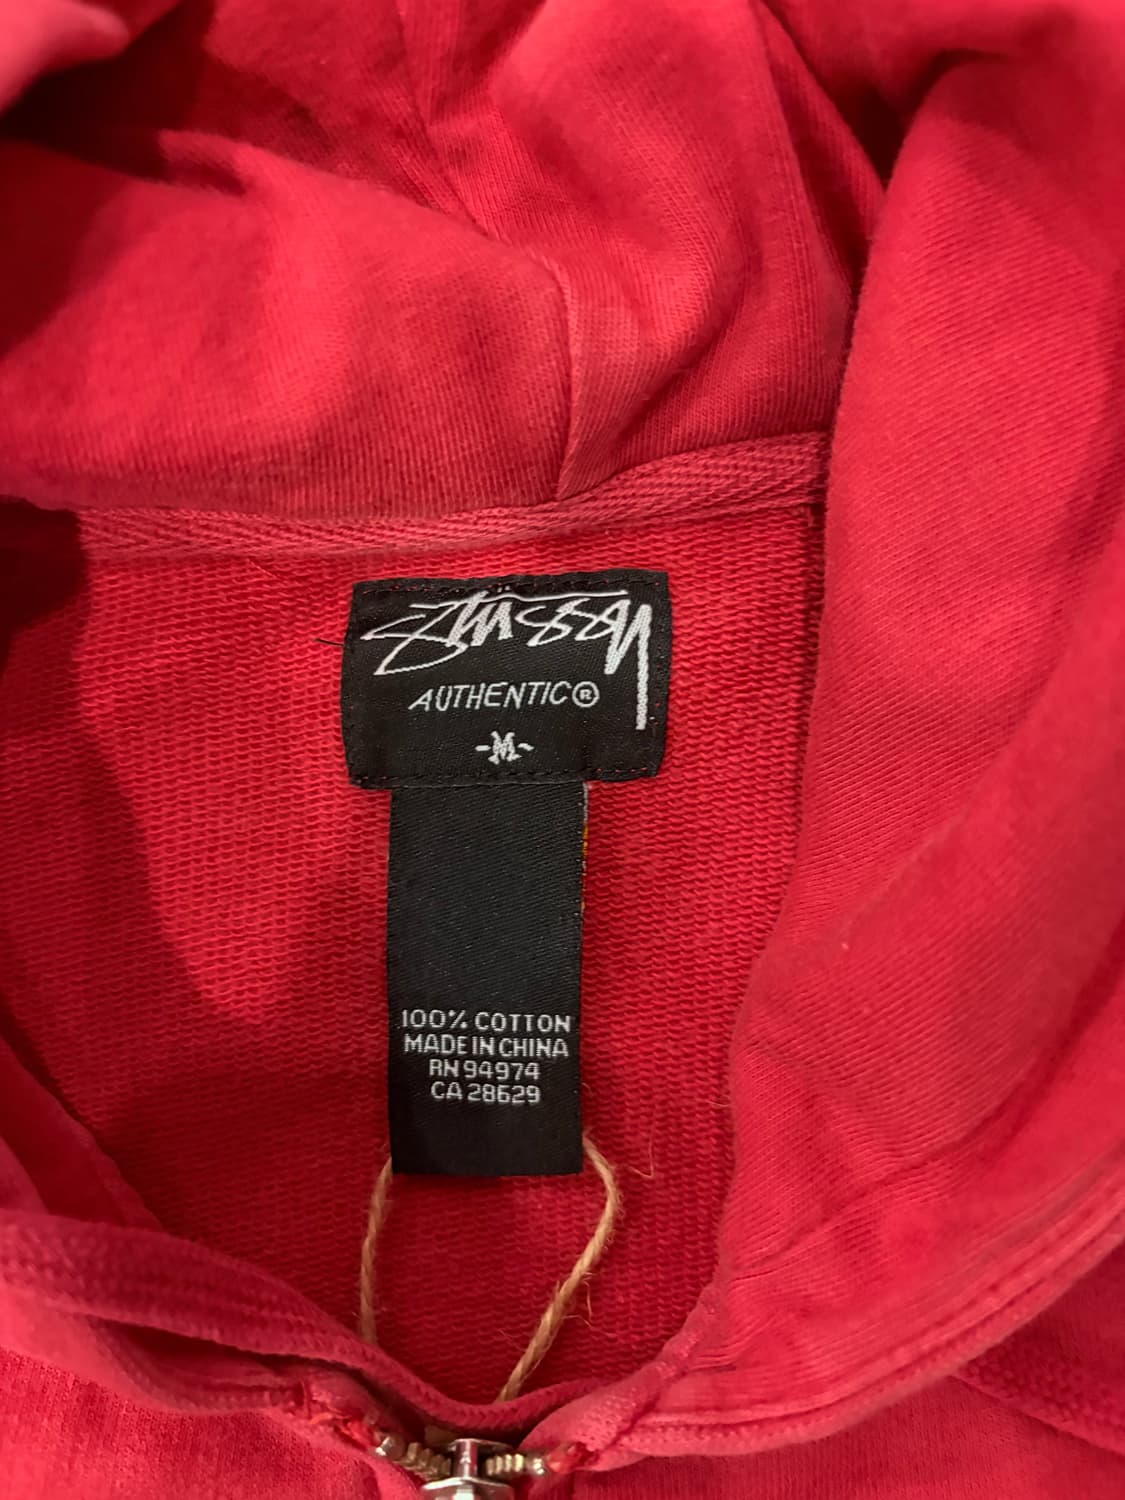 Stüssy
AUTHENTIC®
-M-
100% COTTON
MADE IN CHINA
RN 94974
CA 28629